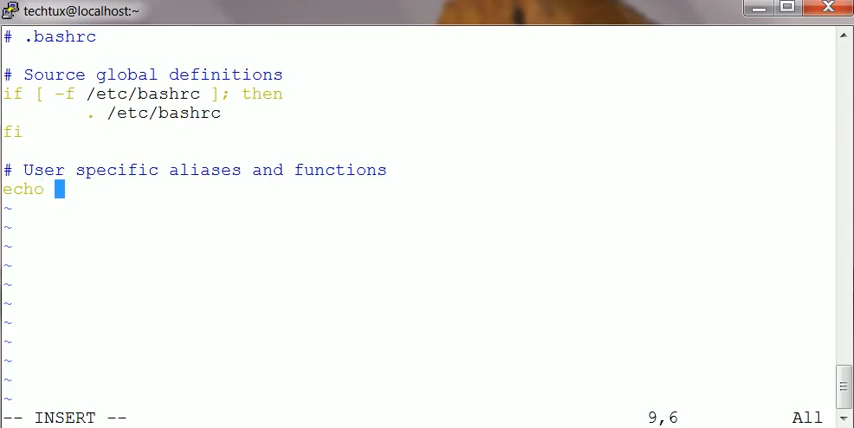 techtux@localhost:~
# .bashrc
# Source global definitions
if [ -f /etc/bashrc ]; then
        . /etc/bashrc
fi
# User specific aliases and functions
echo
~
~
~
~
~
~
~
~
~
~
~
-- INSERT --                    9,6          All